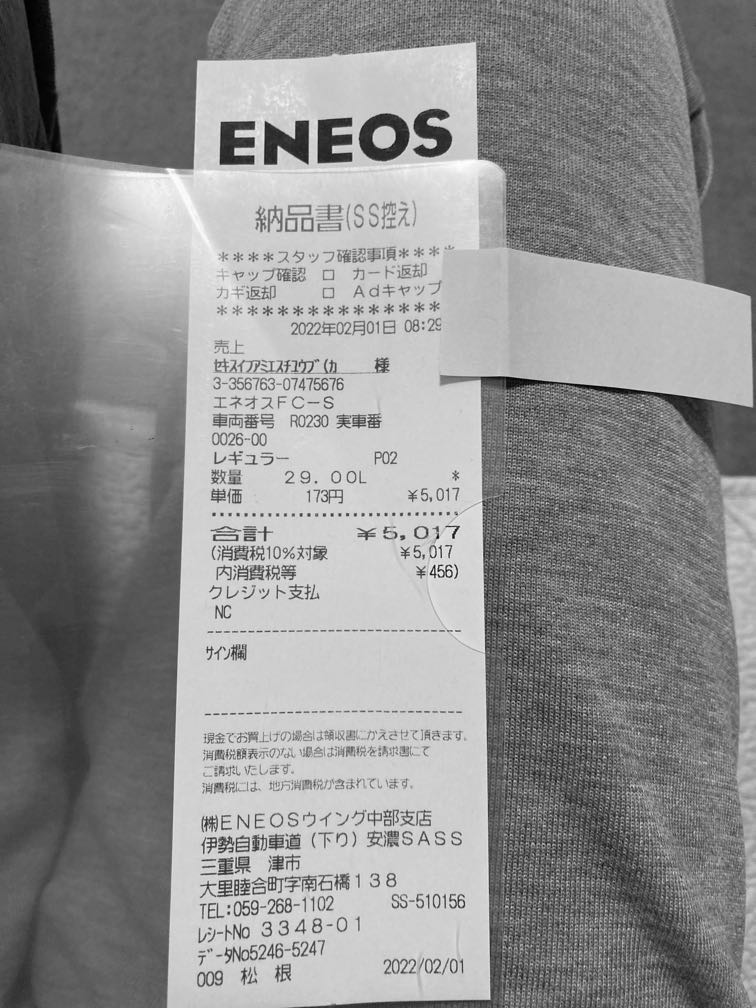 ENEOS
納品書(SS控え)
****スタッフ確認事項****
キャップ確認 □ カード返却
カギ返却 □ Adキャップ
****************
2022年02月01日 08:29
売上
セキスイフアミエスチユウブ(カ 様
3-356763-07475676
エネオスFC-S
車両番号 R0230 実車番
0026-00
レギュラー P02
数量 29.00L *
単価 173円 ¥5,017
合計 ¥5,017
(消費税10%対象 ¥5,017
内消費税等 ¥456)
クレジット支払
NC
サイン欄
現金でお買上げの場合は領収書にかえさせて頂きます。
消費税額表示のない場合は消費税を請求書にて
ご請求いたします。
消費税には、地方消費税が含まれています。
㈱ENEOSウイング中部支店
伊勢自動車道(下り)安濃SASS
三重県 津市
大里睦合町字南石橋138
TEL:059-268-1102 SS-510156
レシートNo 3348-01
データNo5246-5247
009 松 根 2022/02/01